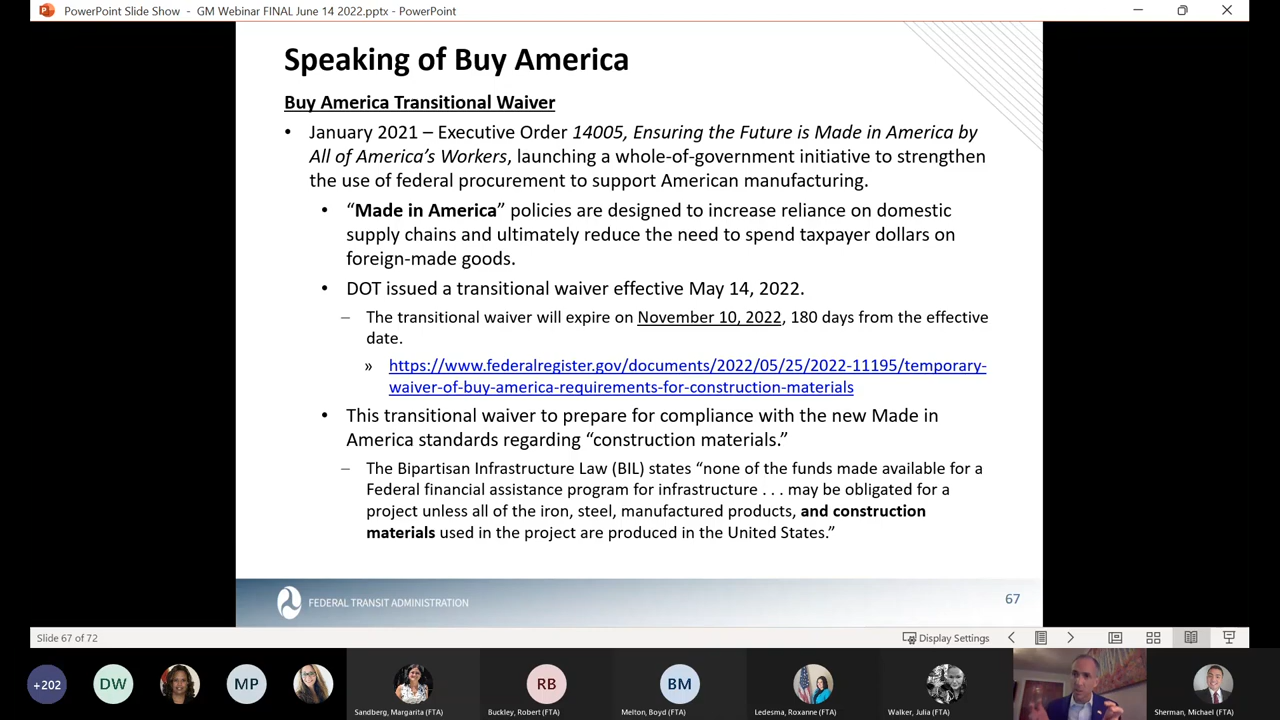 PowerPoint Slide Show - GM Webinar FINAL June 14 2022.pptx - PowerPoint
Speaking of Buy America
Buy America Transitional Waiver
• January 2021 – Executive Order 14005, Ensuring the Future is Made in America by
All of America’s Workers, launching a whole-of-government initiative to strengthen
the use of federal procurement to support American manufacturing.
• “Made in America” policies are designed to increase reliance on domestic
supply chains and ultimately reduce the need to spend taxpayer dollars on
foreign-made goods.
• DOT issued a transitional waiver effective May 14, 2022.
– The transitional waiver will expire on November 10, 2022, 180 days from the effective
date.
» https://www.federalregister.gov/documents/2022/05/25/2022-11195/temporary-
waiver-of-buy-america-requirements-for-construction-materials
• This transitional waiver to prepare for compliance with the new Made in
America standards regarding “construction materials.”
– The Bipartisan Infrastructure Law (BIL) states “none of the funds made available for a
Federal financial assistance program for infrastructure . . . may be obligated for a
project unless all of the iron, steel, manufactured products, and construction
materials used in the project are produced in the United States.”
FEDERAL TRANSIT ADMINISTRATION
67
Slide 67 of 72
Display Settings
+202
DW
MP
RB
BM
Sandberg, Margarita (FTA)
Buckley, Robert (FTA)
Melton, Boyd (FTA)
Ledesma, Roxanne (FTA)
Walker, Julia (FTA)
Sherman, Michael (FTA)